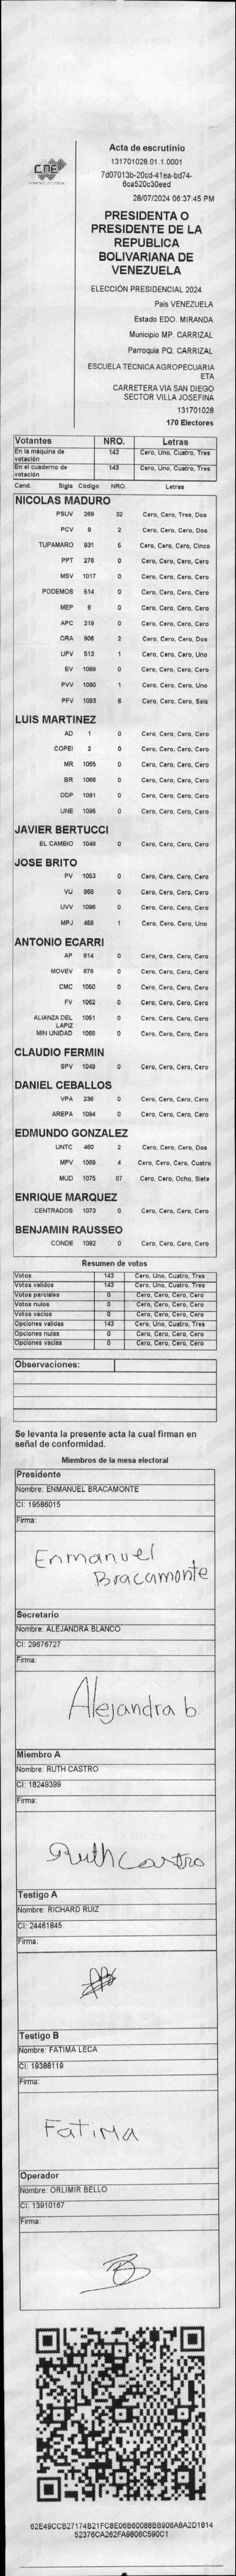 CNE
Acta de escrutinio
131701028.01.1.0001
7d07013b-20cd-41ea-bd74-
6ca520c30eed
28/07/2024 06:37:45 PM
PRESIDENTA O
PRESIDENTE DE LA
REPUBLICA
BOLIVARIANA DE
VENEZUELA
ELECCIÓN PRESIDENCIAL 2024
País VENEZUELA
Estado EDO. MIRANDA
Municipio MP. CARRIZAL
Parroquia PQ. CARRIZAL
ESCUELA TECNICA AGROPECUARIA
ETA
CARRETERA VIA SAN DIEGO
SECTOR VILLA JOSEFINA
131701028
170 Electores
Votantes NRO. Letras
En la máquina de votación 143 Cero, Uno, Cuatro, Tres
En el cuaderno de votación 143 Cero, Uno, Cuatro, Tres
Cand. Sigla Código NRO. Letras
NICOLAS MADURO
PSUV 269 32 Cero, Cero, Tres, Dos
PCV 9 2 Cero, Cero, Cero, Dos
TUPAMARO 931 5 Cero, Cero, Cero, Cinco
PPT 276 0 Cero, Cero, Cero, Cero
MSV 1017 0 Cero, Cero, Cero, Cero
PODEMOS 514 0 Cero, Cero, Cero, Cero
MEP 6 0 Cero, Cero, Cero, Cero
APC 219 0 Cero, Cero, Cero, Cero
ORA 906 2 Cero, Cero, Cero, Dos
UPV 513 1 Cero, Cero, Cero, Uno
EV 1089 0 Cero, Cero, Cero, Cero
PVV 1090 1 Cero, Cero, Cero, Uno
PFV 1093 6 Cero, Cero, Cero, Seis
LUIS MARTINEZ
AD 1 0 Cero, Cero, Cero, Cero
COPEI 2 0 Cero, Cero, Cero, Cero
MR 1065 0 Cero, Cero, Cero, Cero
BR 1066 0 Cero, Cero, Cero, Cero
DDP 1091 0 Cero, Cero, Cero, Cero
UNE 1095 0 Cero, Cero, Cero, Cero
JAVIER BERTUCCI
EL CAMBIO 1046 0 Cero, Cero, Cero, Cero
JOSE BRITO
PV 1053 0 Cero, Cero, Cero, Cero
VU 869 0 Cero, Cero, Cero, Cero
UVV 1096 0 Cero, Cero, Cero, Cero
MPJ 458 1 Cero, Cero, Cero, Uno
ANTONIO ECARRI
AP 814 0 Cero, Cero, Cero, Cero
MOVEV 878 0 Cero, Cero, Cero, Cero
CMC 1050 0 Cero, Cero, Cero, Cero
FV 1052 0 Cero, Cero, Cero, Cero
ALIANZA DEL LAPIZ 1051 0 Cero, Cero, Cero, Cero
MIN UNIDAD 1068 0 Cero, Cero, Cero, Cero
CLAUDIO FERMIN
SPV 1049 0 Cero, Cero, Cero, Cero
DANIEL CEBALLOS
VPA 236 0 Cero, Cero, Cero, Cero
AREPA 1094 0 Cero, Cero, Cero, Cero
EDMUNDO GONZALEZ
UNTC 460 2 Cero, Cero, Cero, Dos
MPV 1069 4 Cero, Cero, Cero, Cuatro
MUD 1075 87 Cero, Cero, Ocho, Siete
ENRIQUE MARQUEZ
CENTRADOS 1073 0 Cero, Cero, Cero, Cero
BENJAMIN RAUSSEO
CONDE 1092 0 Cero, Cero, Cero, Cero
Resumen de votos
Votos 143 Cero, Uno, Cuatro, Tres
Votos validos 143 Cero, Uno, Cuatro, Tres
Votos parciales 0 Cero, Cero, Cero, Cero
Votos nulos 0 Cero, Cero, Cero, Cero
Votos vacios 0 Cero, Cero, Cero, Cero
Opciones validas 143 Cero, Uno, Cuatro, Tres
Opciones nulas 0 Cero, Cero, Cero, Cero
Opciones vacias 0 Cero, Cero, Cero, Cero
Observaciones:
Se levanta la presente acta la cual firman en
señal de conformidad.
Miembros de la mesa electoral
Presidente
Nombre: ENMANUEL BRACAMONTE
CI: 19586015
Firma:
Enmanuel
Bracamonte
Secretario
Nombre: ALEJANDRA BLANCO
CI: 29676727
Firma:
Alejandra b
Miembro A
Nombre: RUTH CASTRO
CI: 18249399
Firma:
Ruth Castro
Testigo A
Nombre: RICHARD RUIZ
CI: 24461845
Firma:
Testigo B
Nombre: FATIMA LECA
CI: 19388119
Firma:
Fatima
Operador
Nombre: ORLIMIR BELLO
CI: 13910167
Firma:
62E49CCB27174B21FC8E06B60088BB906A8A2D1814
52376CA262FA9806C590C1